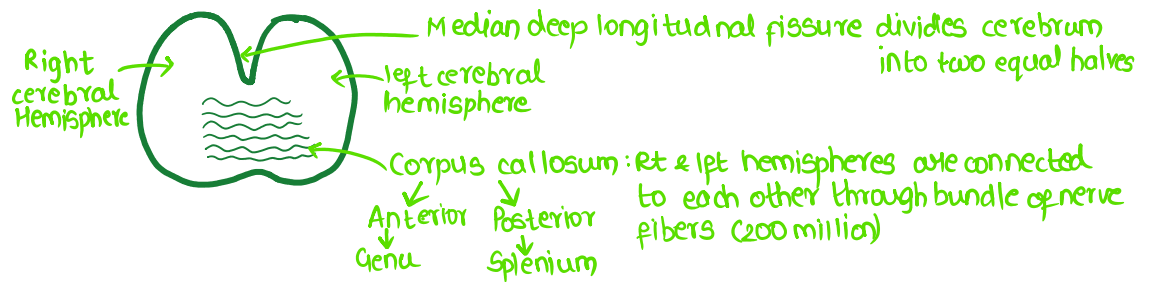 Median deep longitudnal fissure divides cerebrum
into two equal halves
Right
cerebral
Hemisphere
left cerebral
hemisphere
Corpus callosum : Rt & left hemispheres are connected
to each other through bundle of nerve
fibers (200 million)
Anterior Posterior
Genu Splenium